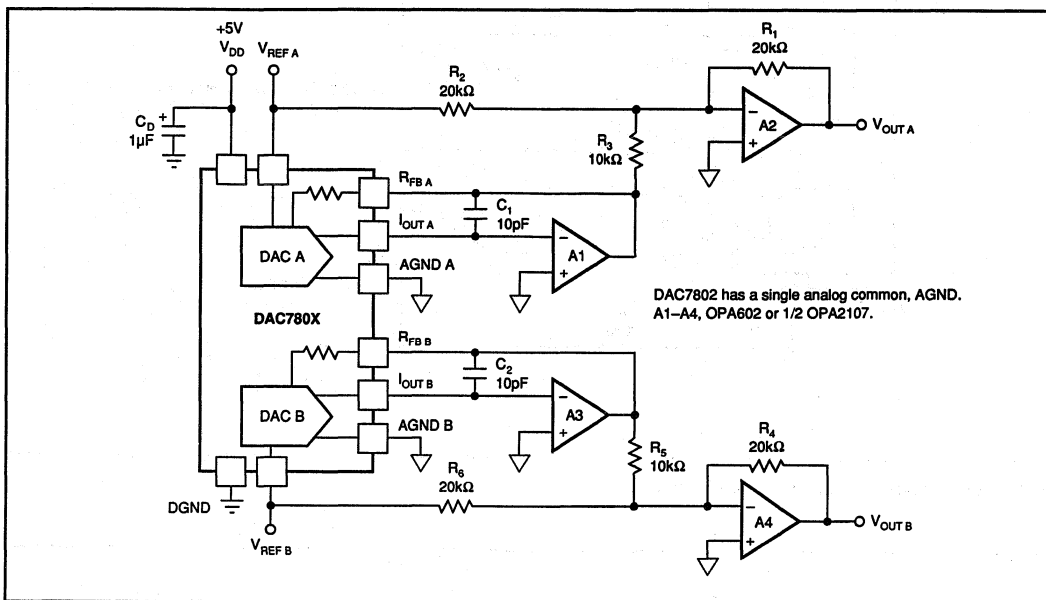 +5V
V_DD
V_REF A
R_1
20kΩ
R_2
20kΩ
C_D +
1µF
R_3
10kΩ
−
A2
+
V_OUT A
R_FB A
C_1
10pF
I_OUT A
−
A1
+
DAC A
AGND A
DAC7802 has a single analog common, AGND.
A1–A4, OPA602 or 1/2 OPA2107.
DAC780X
R_FB B
C_2
10pF
I_OUT B
−
A3
+
DAC B
AGND B
R_5
10kΩ
R_4
20kΩ
R_6
20kΩ
DGND
V_REF B
−
A4
+
V_OUT B